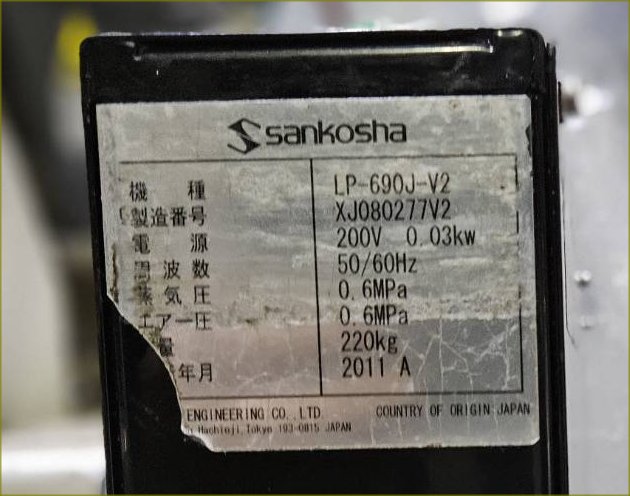 sankosha
機種 LP-690J-V2
製造番号 XJ080277V2
電源 200V 0.03kw
周波数 50/60Hz
蒸気圧 0.6MPa
エアー圧 0.6MPa
量 220kg
年月 2011 A
ENGINEERING CO.,LTD. COUNTRY OF ORIGIN JAPAN
Hachioji,Tokyo 193-0815 JAPAN